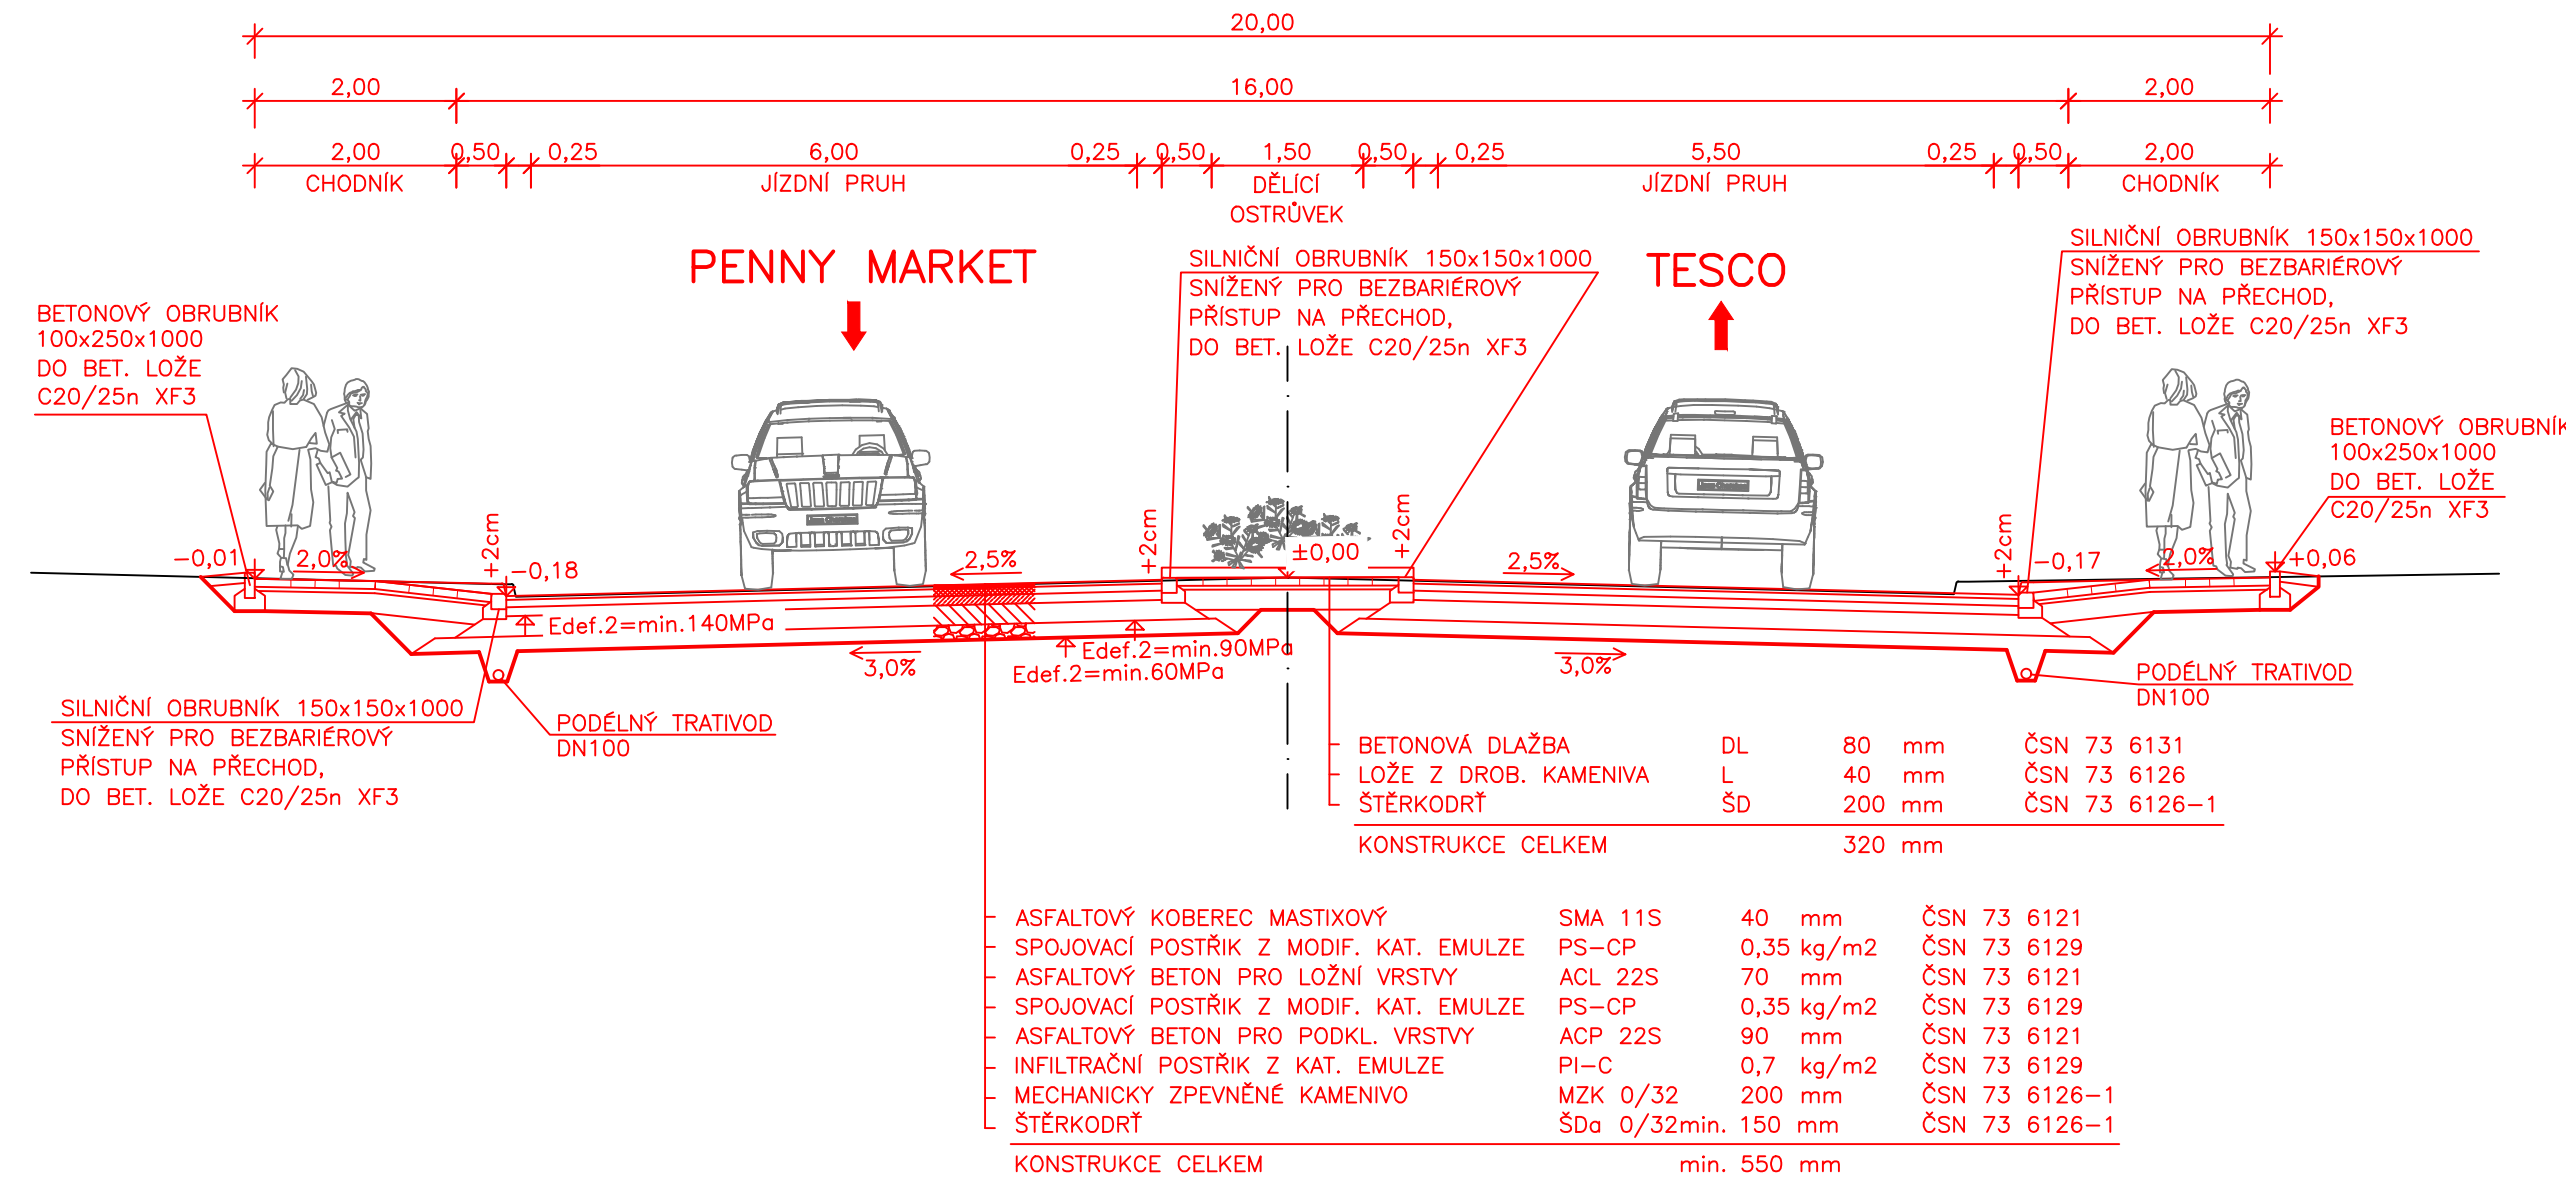 20,00
2,00 16,00 2,00
2,00 0,50 0,25 6,00 0,25 0,50 1,50 0,50 0,25 5,50 0,25 0,50 2,00
CHODNÍK JÍZDNÍ PRUH DĚLÍCÍ JÍZDNÍ PRUH CHODNÍK
OSTRŮVEK
PENNY MARKET
TESCO
BETONOVÝ OBRUBNÍK
100x250x1000
DO BET. LOŽE
C20/25n XF3
SILNIČNÍ OBRUBNÍK 150x150x1000
SNÍŽENÝ PRO BEZBARIÉROVÝ
PŘÍSTUP NA PŘECHOD,
DO BET. LOŽE C20/25n XF3
SILNIČNÍ OBRUBNÍK 150x150x1000
SNÍŽENÝ PRO BEZBARIÉROVÝ
PŘÍSTUP NA PŘECHOD,
DO BET. LOŽE C20/25n XF3
BETONOVÝ OBRUBNÍK
100x250x1000
DO BET. LOŽE
C20/25n XF3
-0,01 2,0% +2cm -0,18 2,5% +2cm ±0,00 +2cm 2,5% +2cm -0,17 2,0% +0,06
Edef.2=min.140MPa
Edef.2=min.90MPa
Edef.2=min.60MPa
3,0% 3,0%
SILNIČNÍ OBRUBNÍK 150x150x1000
SNÍŽENÝ PRO BEZBARIÉROVÝ
PŘÍSTUP NA PŘECHOD,
DO BET. LOŽE C20/25n XF3
PODÉLNÝ TRATIVOD
DN100
PODÉLNÝ TRATIVOD
DN100
BETONOVÁ DLAŽBA DL 80 mm ČSN 73 6131
LOŽE Z DROB. KAMENIVA L 40 mm ČSN 73 6126
ŠTĚRKODRŤ ŠD 200 mm ČSN 73 6126-1
KONSTRUKCE CELKEM 320 mm
ASFALTOVÝ KOBEREC MASTIXOVÝ SMA 11S 40 mm ČSN 73 6121
SPOJOVACÍ POSTŘIK Z MODIF. KAT. EMULZE PS-CP 0,35 kg/m2 ČSN 73 6129
ASFALTOVÝ BETON PRO LOŽNÍ VRSTVY ACL 22S 70 mm ČSN 73 6121
SPOJOVACÍ POSTŘIK Z MODIF. KAT. EMULZE PS-CP 0,35 kg/m2 ČSN 73 6129
ASFALTOVÝ BETON PRO PODKL. VRSTVY ACP 22S 90 mm ČSN 73 6121
INFILTRAČNÍ POSTŘIK Z KAT. EMULZE PI-C 0,7 kg/m2 ČSN 73 6129
MECHANICKY ZPEVNĚNÉ KAMENIVO MZK 0/32 200 mm ČSN 73 6126-1
ŠTĚRKODRŤ ŠDa 0/32min. 150 mm ČSN 73 6126-1
KONSTRUKCE CELKEM min. 550 mm